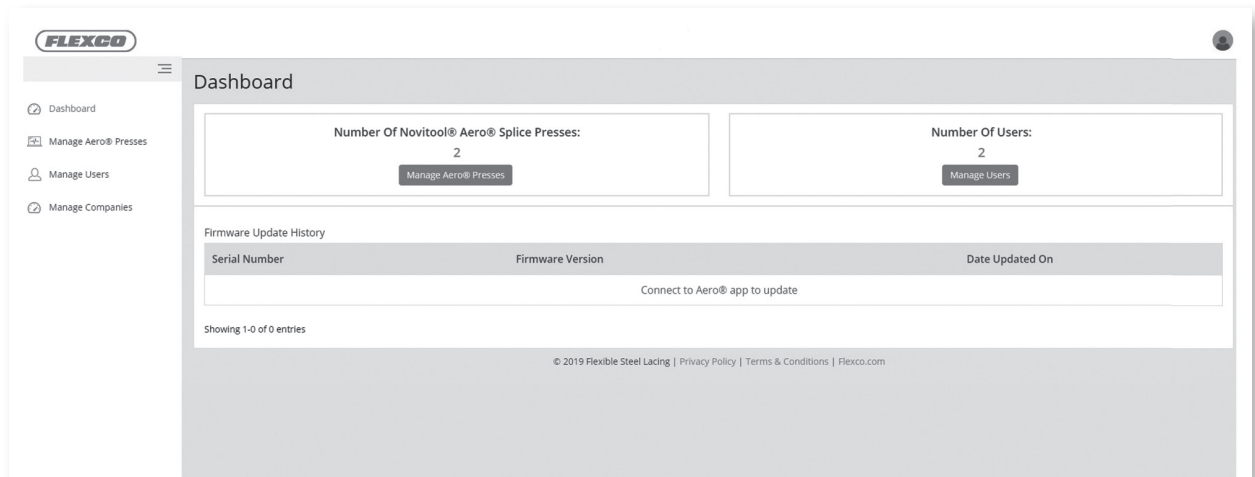 FLEXCO
Dashboard
Dashboard
Manage Aero® Presses
Manage Users
Manage Companies
Number Of Novitool® Aero® Splice Presses:
2
Manage Aero® Presses
Number Of Users:
2
Manage Users
Firmware Update History
Serial Number Firmware Version Date Updated On
Connect to Aero® app to update
Showing 1-0 of 0 entries
© 2019 Flexible Steel Lacing | Privacy Policy | Terms & Conditions | Flexco.com